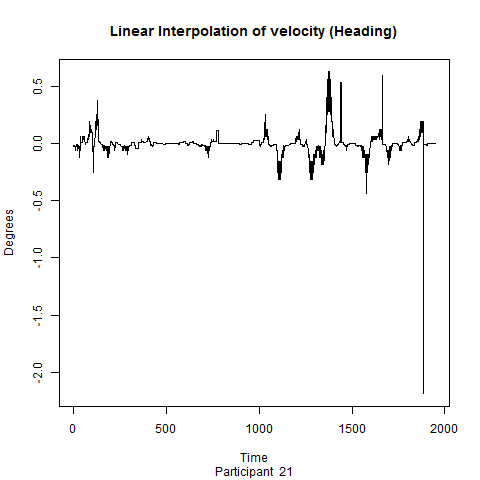 Linear Interpolation of velocity (Heading)
Degrees
0.5
0.0
-0.5
-1.0
-1.5
-2.0
0 500 1000 1500 2000
Time
Participant 21